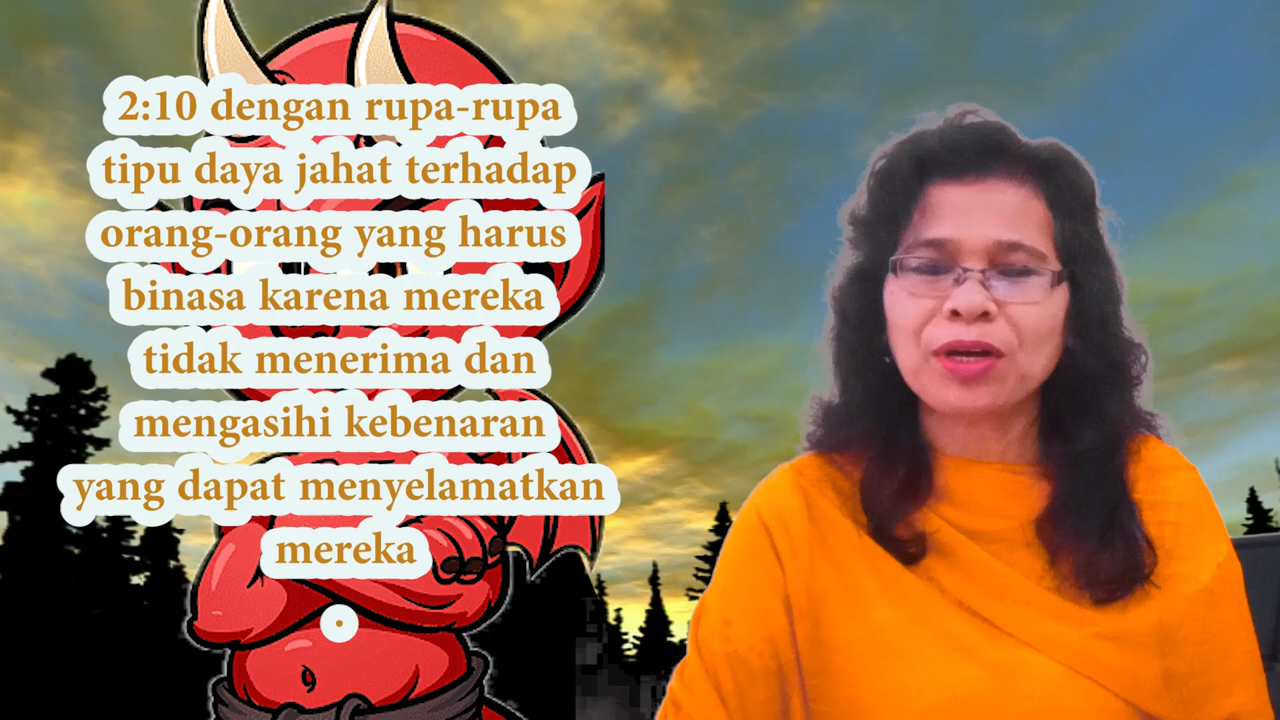 2:10 dengan rupa-rupa
tipu daya jahat terhadap
orang-orang yang harus
binasa karena mereka
tidak menerima dan
mengasihi kebenaran
yang dapat menyelamatkan
mereka
.